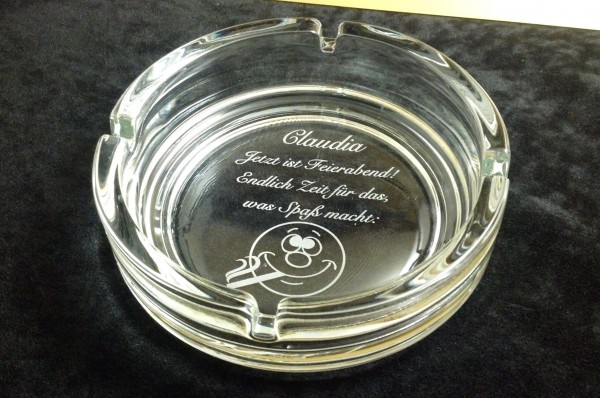 Claudia
Jetzt ist Feierabend!
Endlich Zeit für das,
was Spaß macht: